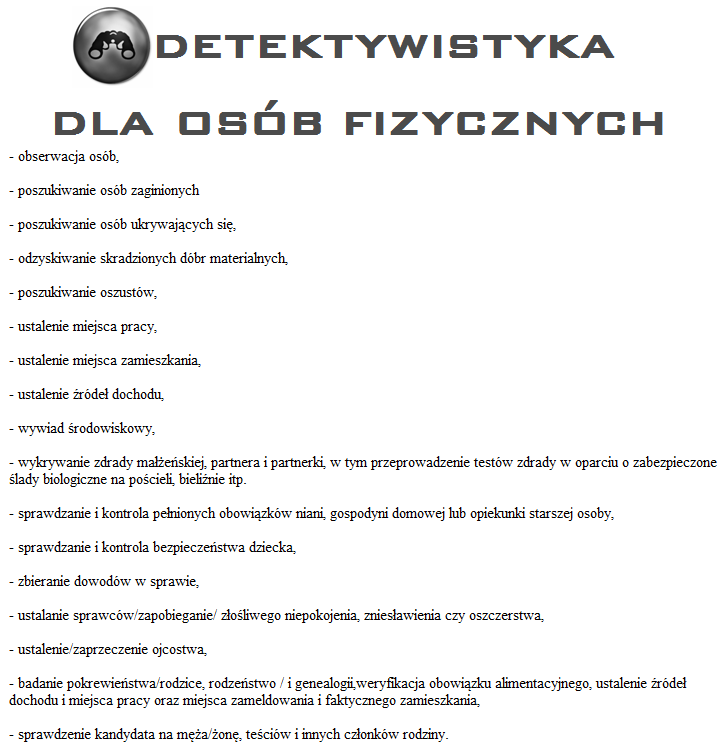 DETEKTYWISTYKA
DLA OSÓB FIZYCZNYCH
- obserwacja osób,
- poszukiwanie osób zaginionych
- poszukiwanie osób ukrywających się,
- odzyskiwanie skradzionych dóbr materialnych,
- poszukiwanie oszustów,
- ustalenie miejsca pracy,
- ustalenie miejsca zamieszkania,
- ustalenie źródeł dochodu,
- wywiad środowiskowy,
- wykrywanie zdrady małżeńskiej, partnera i partnerki, w tym przeprowadzenie testów zdrady w oparciu o zabezpieczone
ślady biologiczne na pościeli, bieliźnie itp.
- sprawdzanie i kontrola pełnionych obowiązków niani, gospodyni domowej lub opiekunki starszej osoby,
- sprawdzanie i kontrola bezpieczeństwa dziecka,
- zbieranie dowodów w sprawie,
- ustalanie sprawców/zapobieganie/ złośliwego niepokojenia, zniesławienia czy oszczerstwa,
- ustalenie/zaprzeczenie ojcostwa,
- badanie pokrewieństwa/rodzice, rodzeństwo / i genealogii,weryfikacja obowiązku alimentacyjnego, ustalenie źródeł
dochodu i miejsca pracy oraz miejsca zameldowania i faktycznego zamieszkania,
- sprawdzenie kandydata na męża/żonę, teściów i innych członków rodziny.